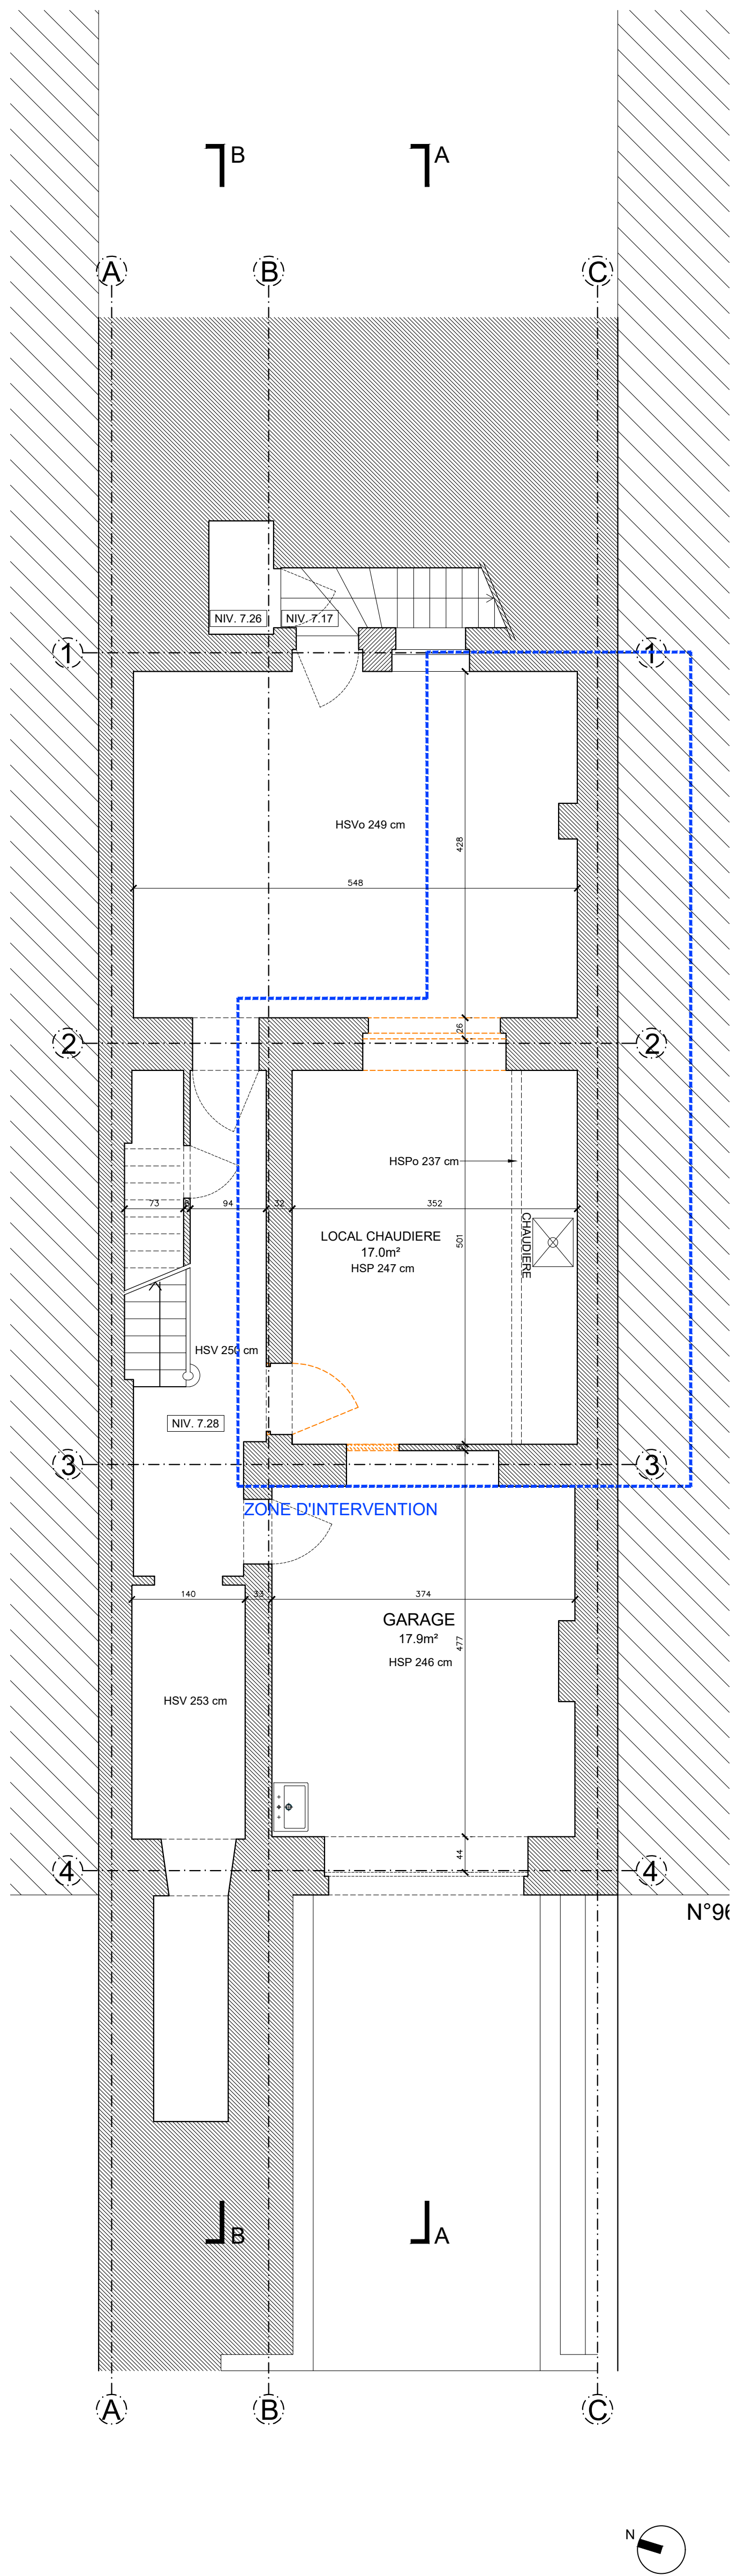 B
A
A
B
C
NIV. 7.26
NIV. 7.17
1
1
HSVo 249 cm
428
548
26
2
2
HSPo 237 cm
73
94
32
352
LOCAL CHAUDIERE
17.0m²
HSP 247 cm
501
CHAUDIERE
HSV 250 cm
NIV. 7.28
3
3
ZONE D'INTERVENTION
140
33
374
GARAGE
17.9m²
477
HSP 246 cm
HSV 253 cm
44
4
4
N°96
B
A
A
B
C
N